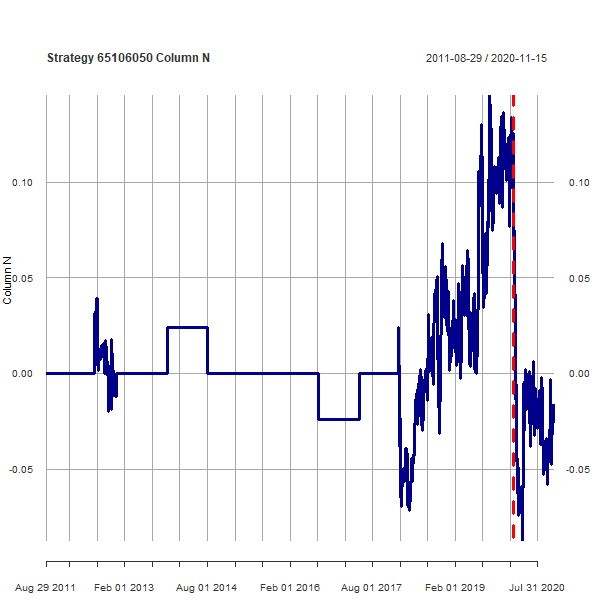 Strategy 65106050 Column N
2011-08-29 / 2020-11-15
Column N
0.10
0.05
0.00
-0.05
0.10
0.05
0.00
-0.05
Aug 29 2011
Feb 01 2013
Aug 01 2014
Feb 01 2016
Aug 01 2017
Feb 01 2019
Jul 31 2020